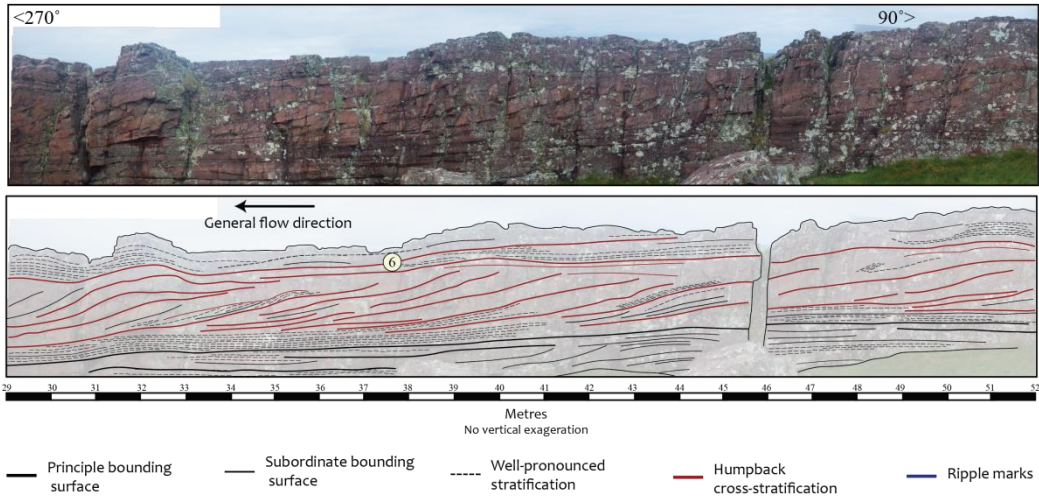 <270° 90°>
General flow direction
6
29 30 31 32 33 34 35 36 37 38 39 40 41 42 43 44 45 46 47 48 49 50 51 52
Metres
No vertical exageration
Principle bounding
surface
Subordinate bounding
surface
Well-pronounced
stratification
Humpback
cross-stratification
Ripple marks